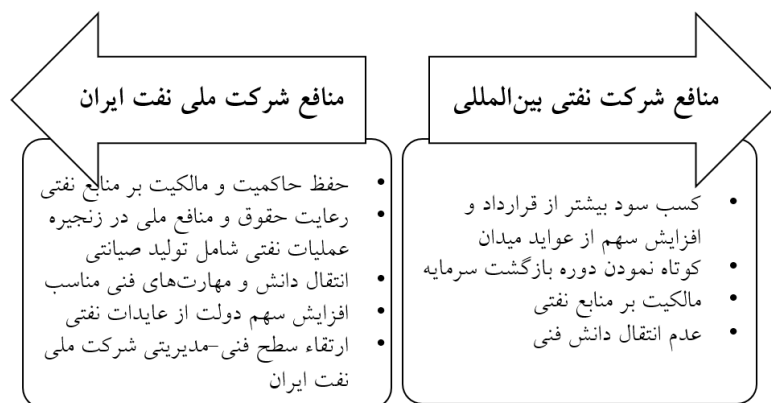 منافع شرکت نفتی بین‌المللی
کسب سود بیشتر از قرارداد و
افزایش سهم از عواید میدان
کوتاه نمودن دوره بازگشت سرمایه
مالکیت بر منابع نفتی
عدم انتقال دانش فنی
منافع شرکت ملی نفت ایران
حفظ حاکمیت و مالکیت بر منابع نفتی
رعایت حقوق و منافع ملی در زنجیره
عملیات نفتی شامل تولید صیانتی
انتقال دانش و مهارت‌های فنی مناسب
افزایش سهم دولت از عایدات نفتی
ارتقاء سطح فنی-مدیریتی شرکت ملی
نفت ایران